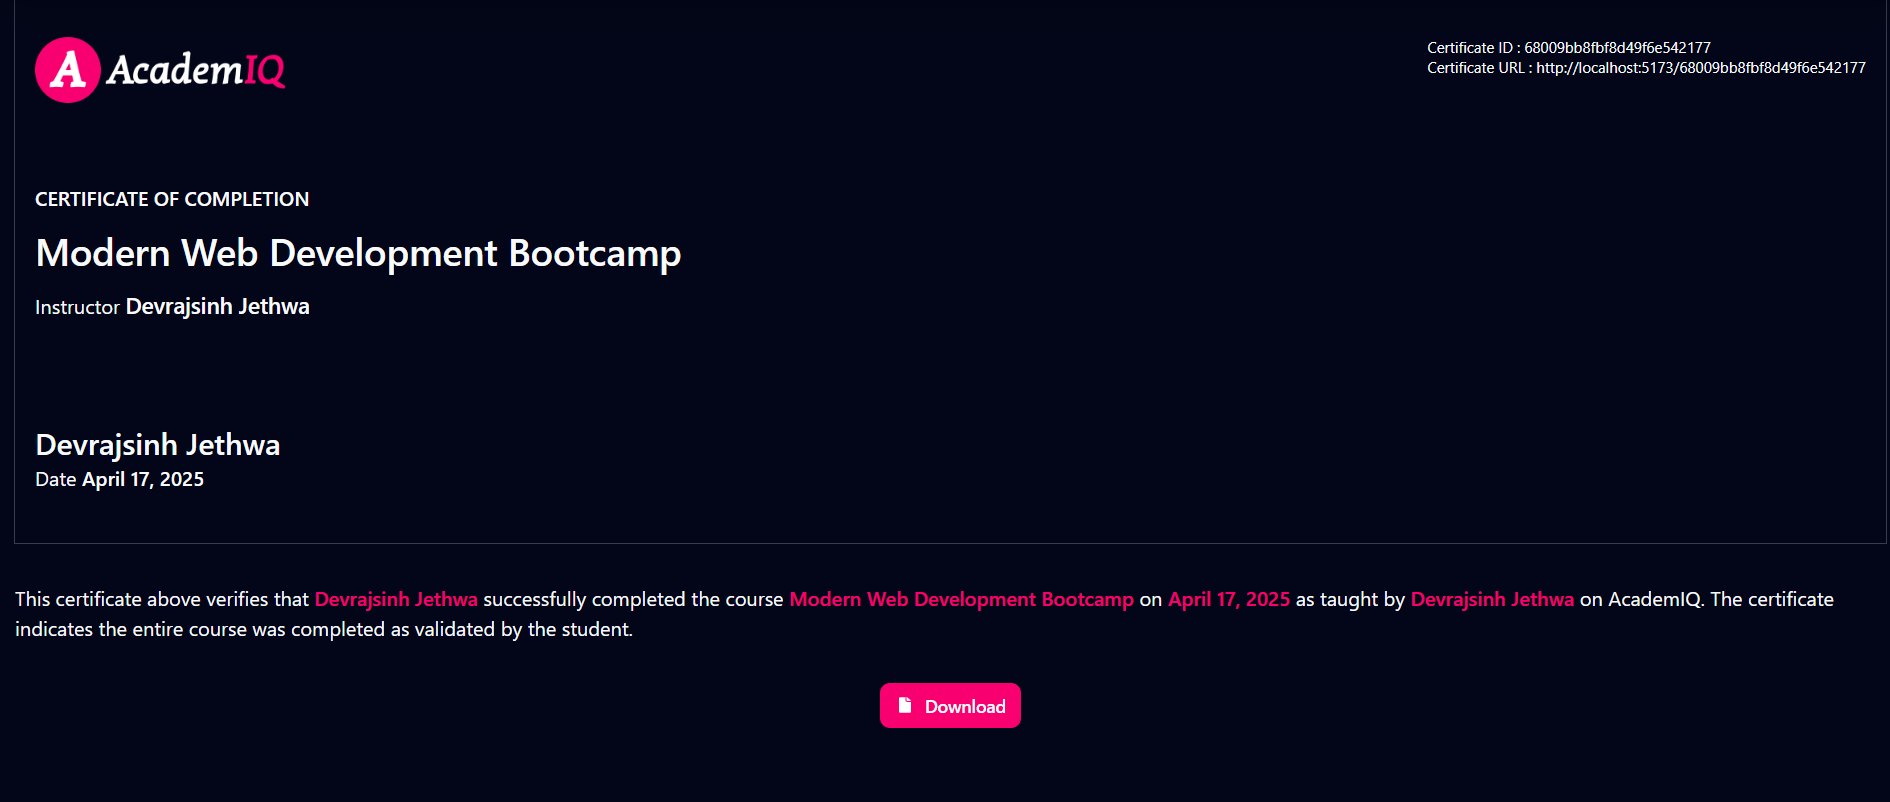 A AcademIQ
Certificate ID : 68009bb8fbf8d49f6e542177
Certificate URL : http://localhost:5173/68009bb8fbf8d49f6e542177
CERTIFICATE OF COMPLETION
Modern Web Development Bootcamp
Instructor Devrajsinh Jethwa
Devrajsinh Jethwa
Date April 17, 2025
This certificate above verifies that Devrajsinh Jethwa successfully completed the course Modern Web Development Bootcamp on April 17, 2025 as taught by Devrajsinh Jethwa on AcademIQ. The certificate
indicates the entire course was completed as validated by the student.
Download